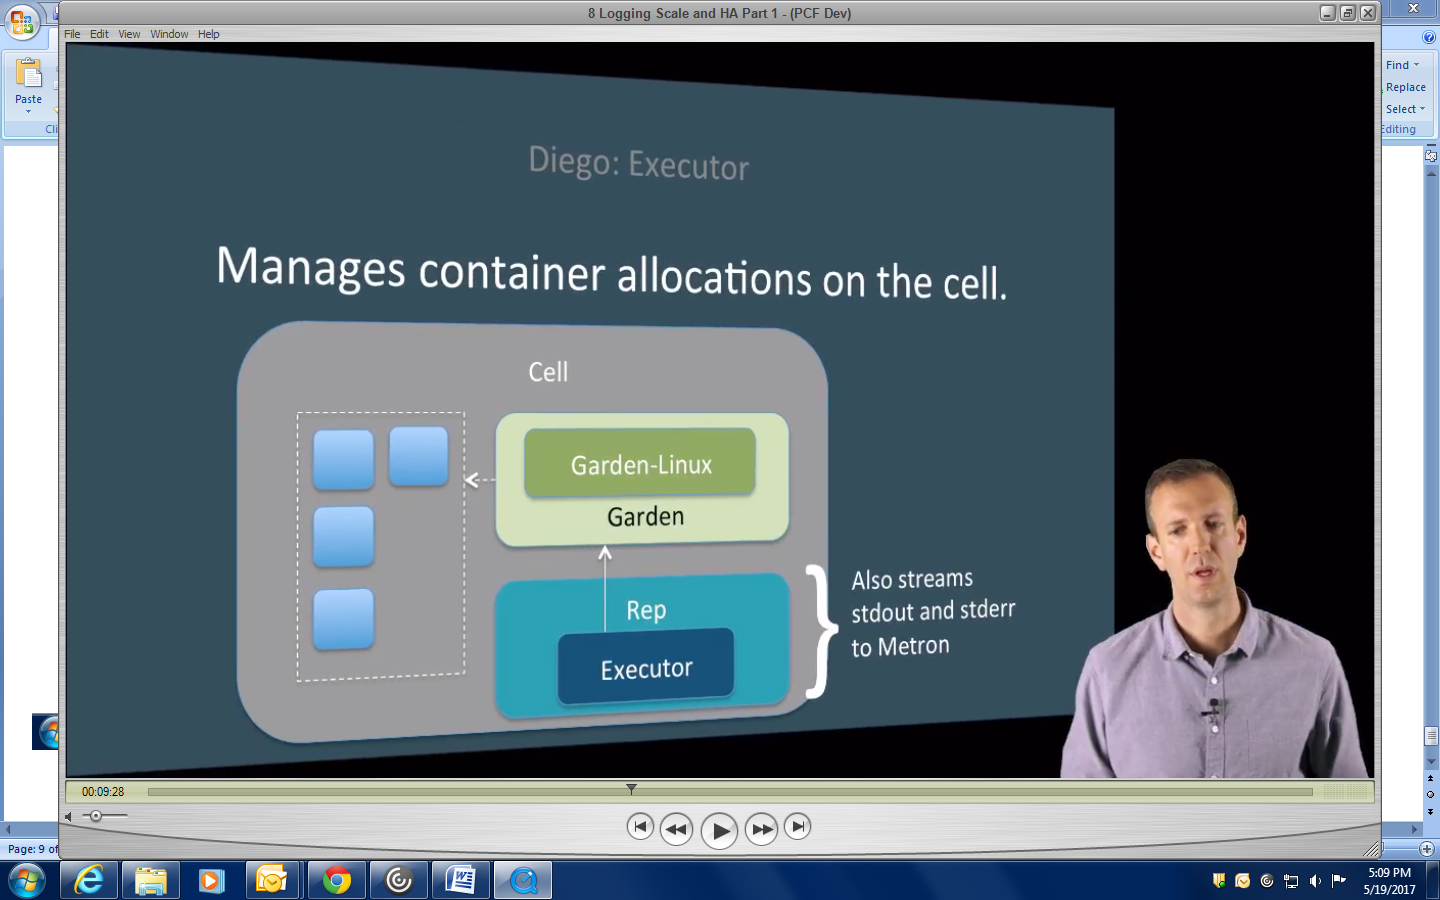 8 Logging Scale and HA Part 1 - (PCF Dev)
File Edit View Window Help
Paste
Cli
Find
Replace
Select
Editing
Diego: Executor
Manages container allocations on the cell.
Cell
Garden-Linux
Garden
Rep
Executor
Also streams
stdout and stderr
to Metron
00:09:28
Page: 9 of
5:09 PM
5/19/2017